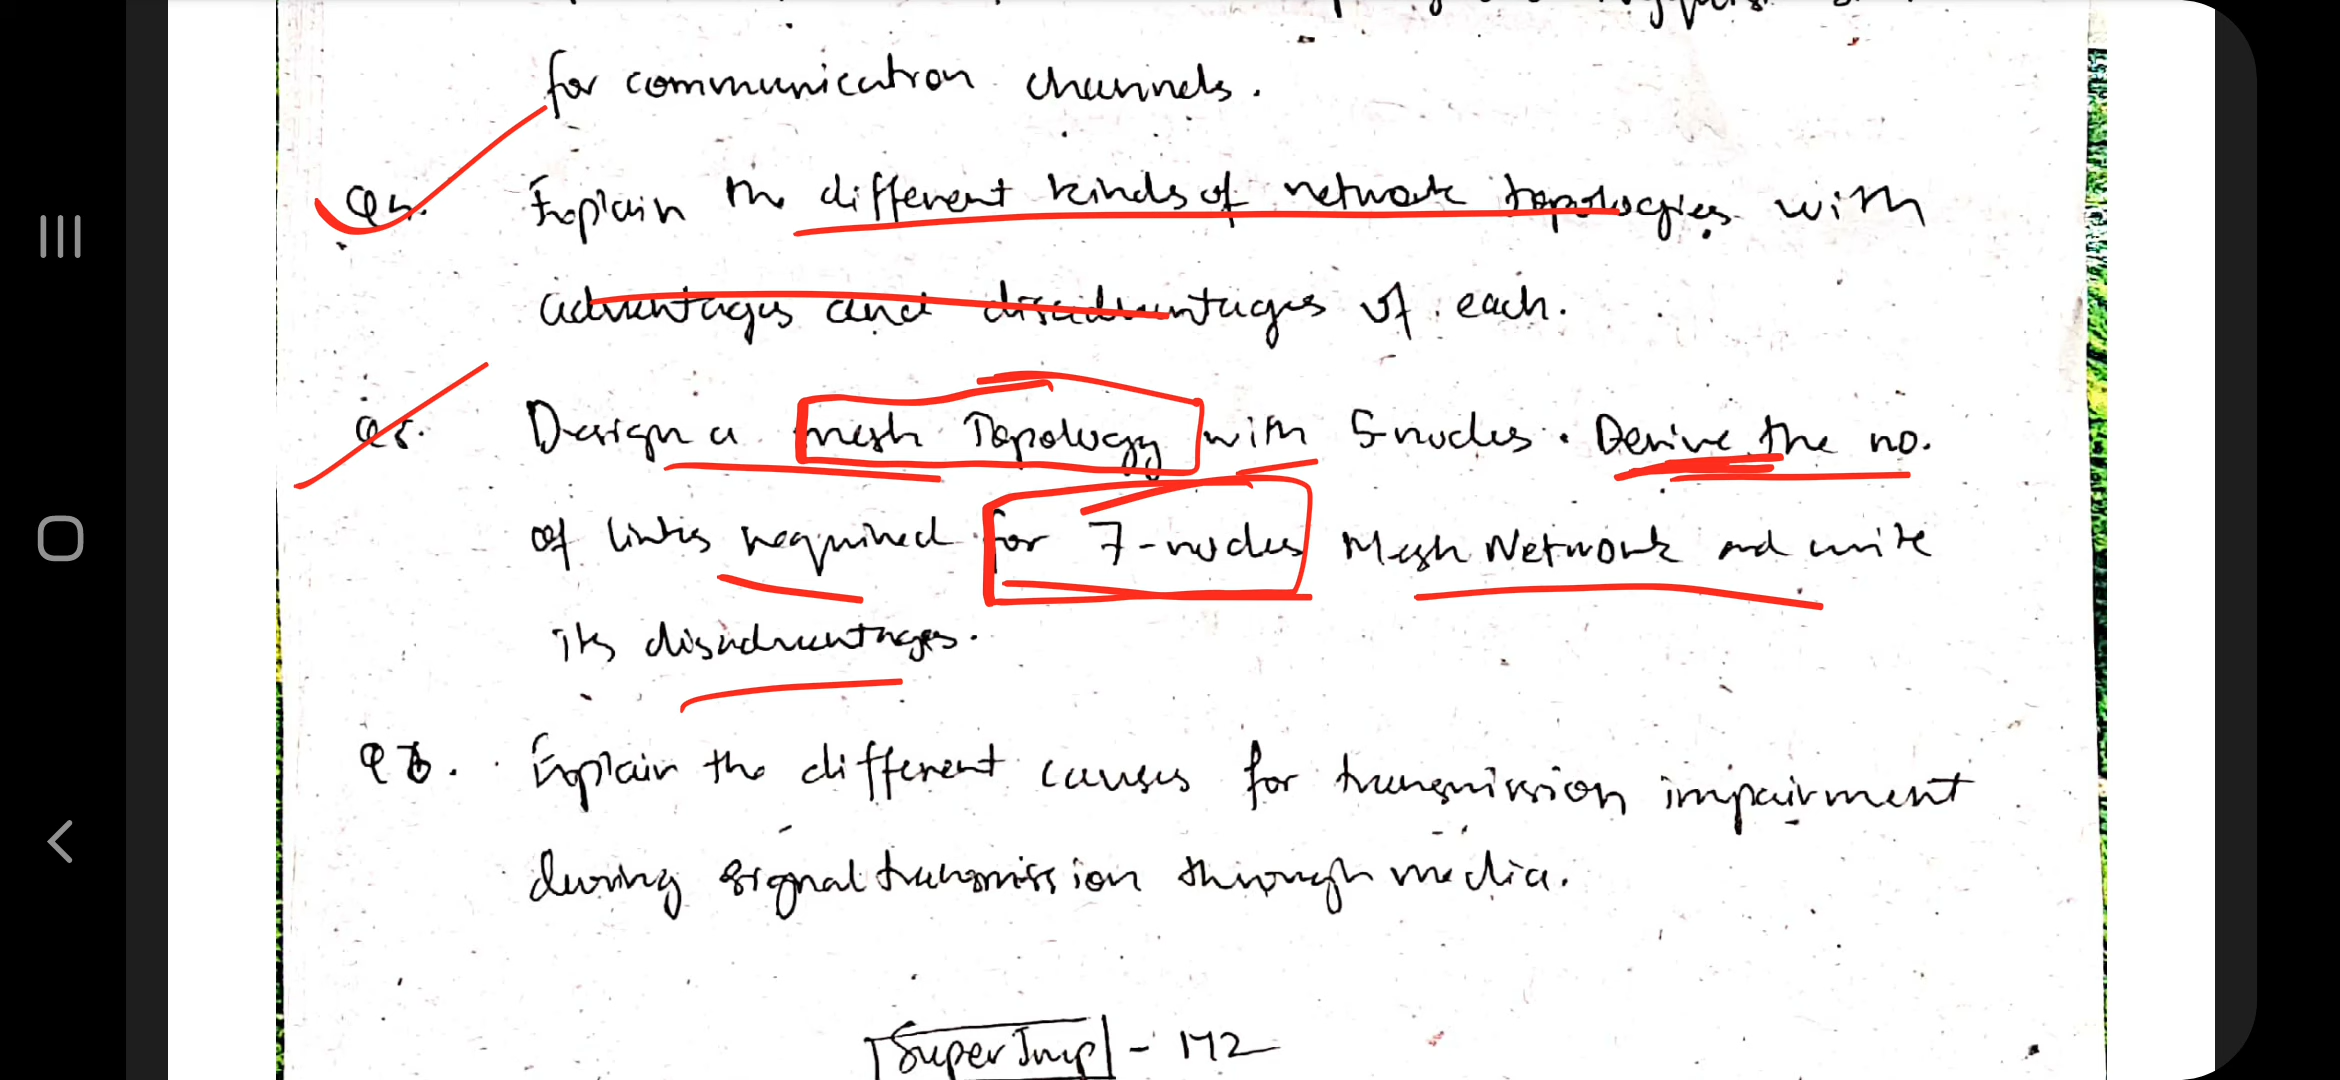 for communication channels.
Q4. Explain the different kinds of network topologies with
advantages and disadvantages of each.
Q5. Design a mesh Topology with 5-nodes. Derive the no.
of links required for 7-nodes Mesh Network and write
its disadvantages.
Q6. Explain the different causes for transmission impairment
during signal transmission through media.
Super Imp - M2